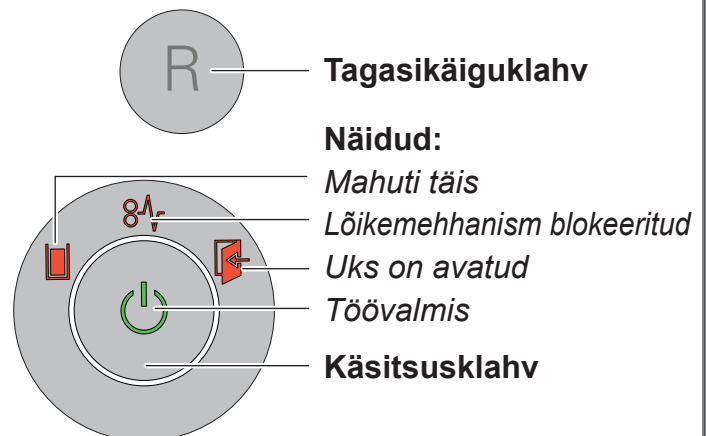 R
Tagasikäiguklahv
Näidud:
Mahuti täis
Lõikemehhanism blokeeritud
Uks on avatud
Töövalmis
Käsitsusklahv